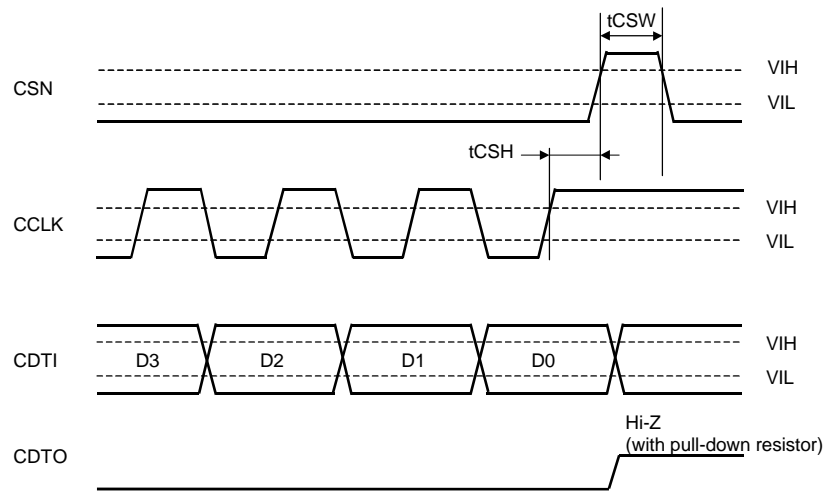 tCSW
VIH
CSN
VIL
tCSH
VIH
CCLK
VIL
VIH
CDTI D3 D2 D1 D0
VIL
Hi-Z
(with pull-down resistor)
CDTO